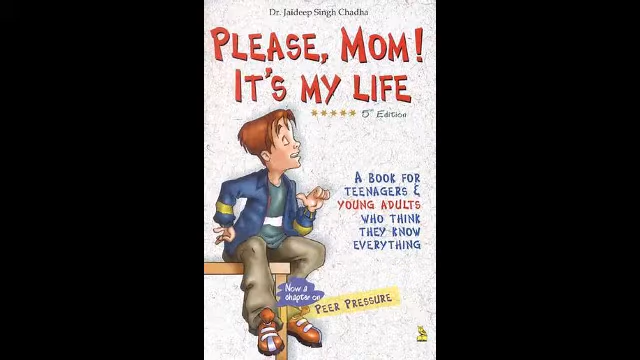 Dr. Jaideep Singh Chadha
PLEASE, MOM!
IT'S MY LIFE
5th Edition
A BOOK FOR
TEENAGERS &
YOUNG ADULTS
WHO THINK
THEY KNOW
EVERYTHING
Now a
chapter on
PEER PRESSURE